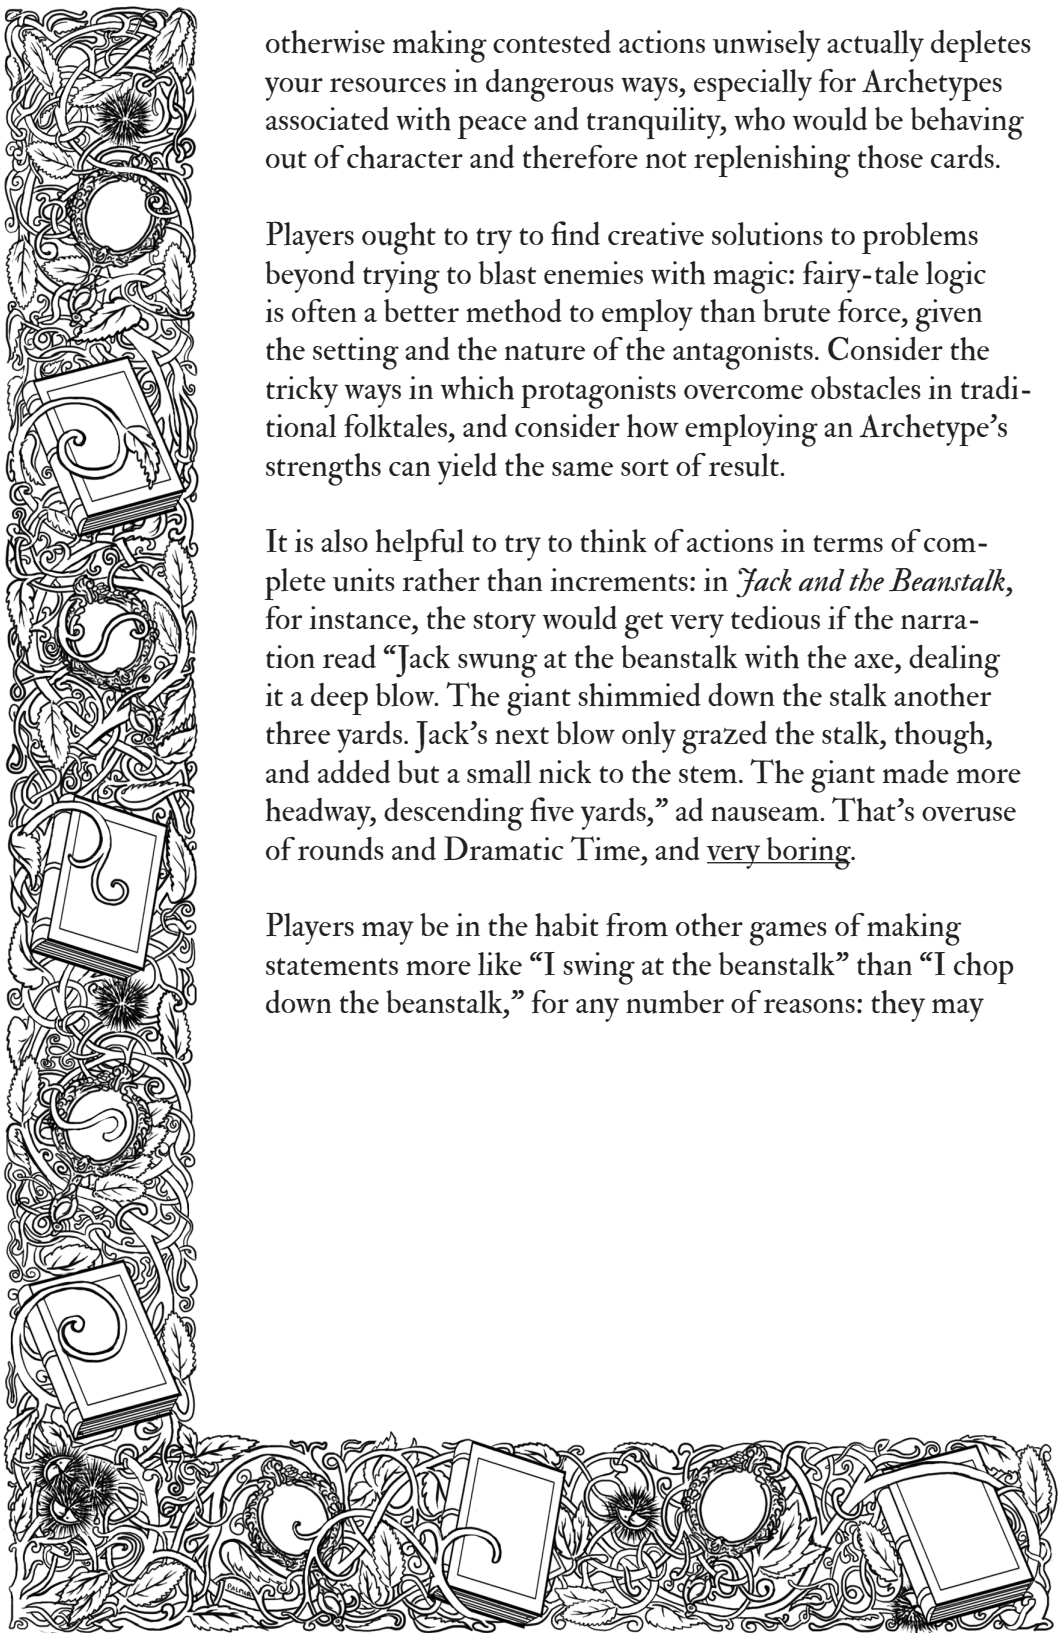 otherwise making contested actions unwisely actually depletes
your resources in dangerous ways, especially for Archetypes
associated with peace and tranquility, who would be behaving
out of character and therefore not replenishing those cards.
Players ought to try to find creative solutions to problems
beyond trying to blast enemies with magic: fairy-tale logic
is often a better method to employ than brute force, given
the setting and the nature of the antagonists. Consider the
tricky ways in which protagonists overcome obstacles in tradi-
tional folktales, and consider how employing an Archetype’s
strengths can yield the same sort of result.
It is also helpful to try to think of actions in terms of com-
plete units rather than increments: in Jack and the Beanstalk,
for instance, the story would get very tedious if the narra-
tion read “Jack swung at the beanstalk with the axe, dealing
it a deep blow. The giant shimmied down the stalk another
three yards. Jack’s next blow only grazed the stalk, though,
and added but a small nick to the stem. The giant made more
headway, descending five yards,” ad nauseam. That’s overuse
of rounds and Dramatic Time, and very boring.
Players may be in the habit from other games of making
statements more like “I swing at the beanstalk” than “I chop
down the beanstalk,” for any number of reasons: they may